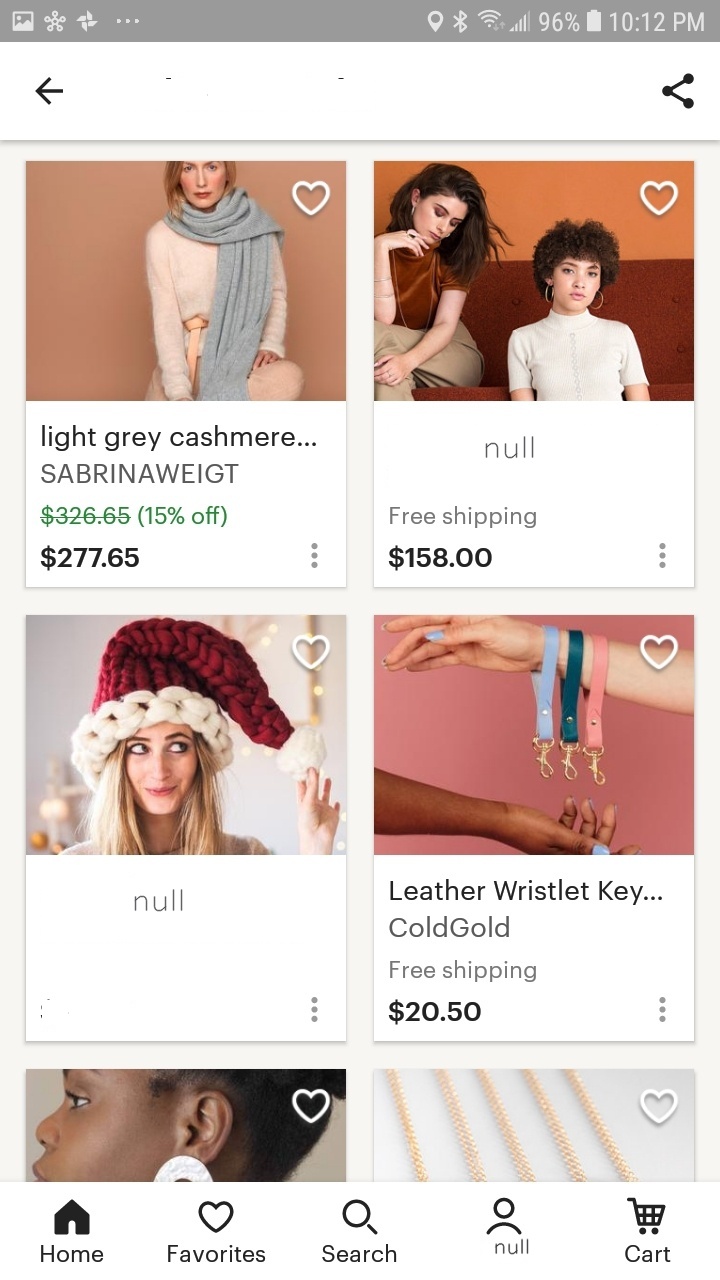 96% 10:12 PM
light grey cashmere...
SABRINAWEIGT
$326.65 (15% off)
$277.65
null
Free shipping
$158.00
null
Leather Wristlet Key...
ColdGold
Free shipping
$20.50
Home Favorites Search null Cart